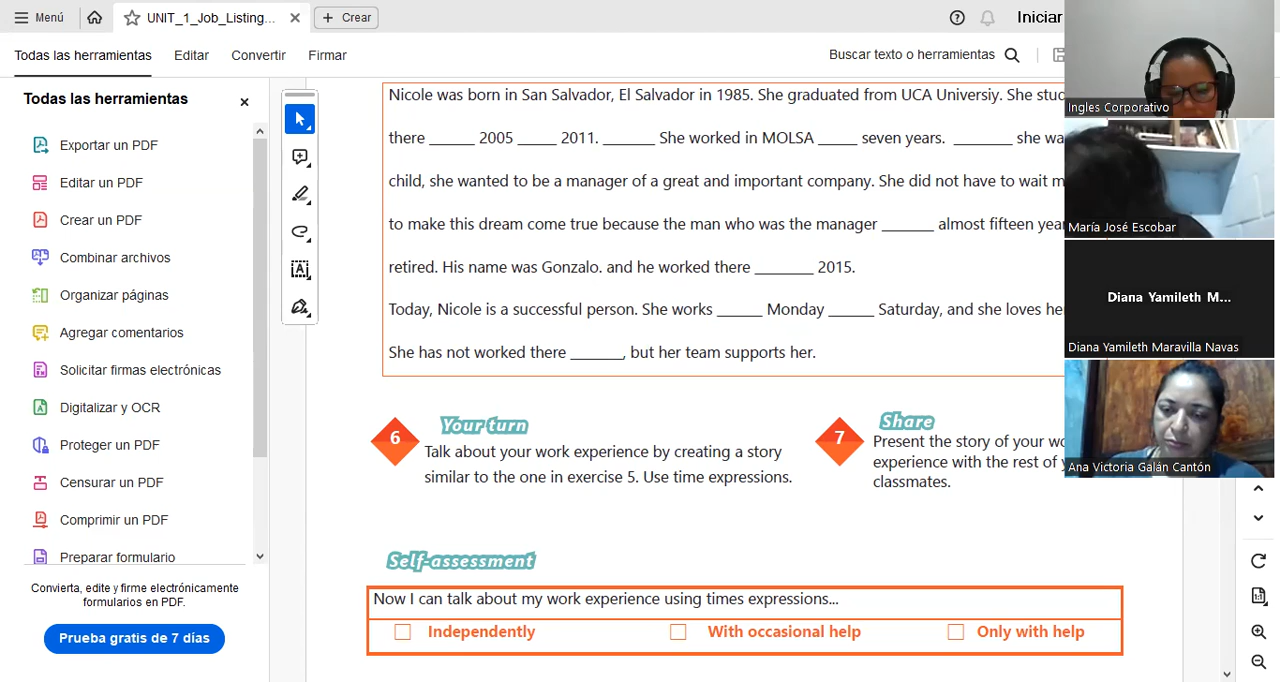 Menú
UNIT_1_Job_Listing...
Crear
Iniciar
Todas las herramientas
Editar
Convertir
Firmar
Buscar texto o herramientas
Todas las herramientas
Exportar un PDF
Editar un PDF
Crear un PDF
Combinar archivos
Organizar páginas
Agregar comentarios
Solicitar firmas electrónicas
Digitalizar y OCR
Proteger un PDF
Censurar un PDF
Comprimir un PDF
Preparar formulario
Convierta, edite y firme electrónicamente
formularios en PDF.
Prueba gratis de 7 días
Nicole was born in San Salvador, El Salvador in 1985. She graduated from UCA Universiy. She stud
there ______ 2005 _____ 2011. _______ She worked in MOLSA _____ seven years. ________ she wa
child, she wanted to be a manager of a great and important company. She did not have to wait m
to make this dream come true because the man who was the manager _______ almost fifteen yea
retired. His name was Gonzalo. and he worked there ________ 2015.
Today, Nicole is a successful person. She works ______ Monday ______ Saturday, and she loves he
She has not worked there _______, but her team supports her.
6
Your turn
Talk about your work experience by creating a story
similar to the one in exercise 5. Use time expressions.
7
Share
Present the story of your wo
experience with the rest of y
classmates.
Self-assessment
Now I can talk about my work experience using times expressions...
Independently
With occasional help
Only with help
Ingles Corporativo
María José Escobar
Diana Yamileth M...
Diana Yamileth Maravilla Navas
Ana Victoria Galán Cantón
1:1